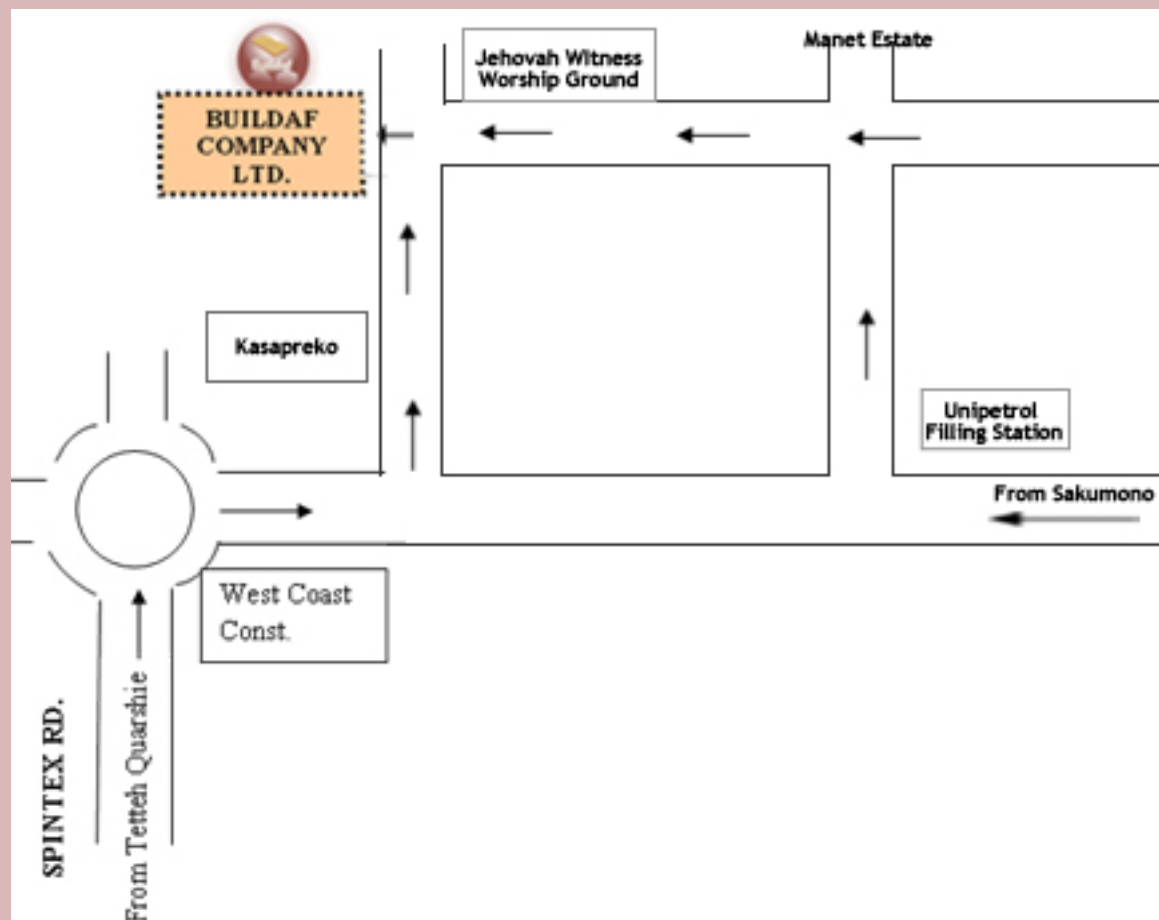 Manet Estate
Jehovah Witness
Worship Ground
BUILDAF
COMPANY
LTD.
Kasapreko
Unipetrol
Filling Station
From Sakumono
West Coast
Const.
SPINTEX RD.
From Tetteh Quarshie